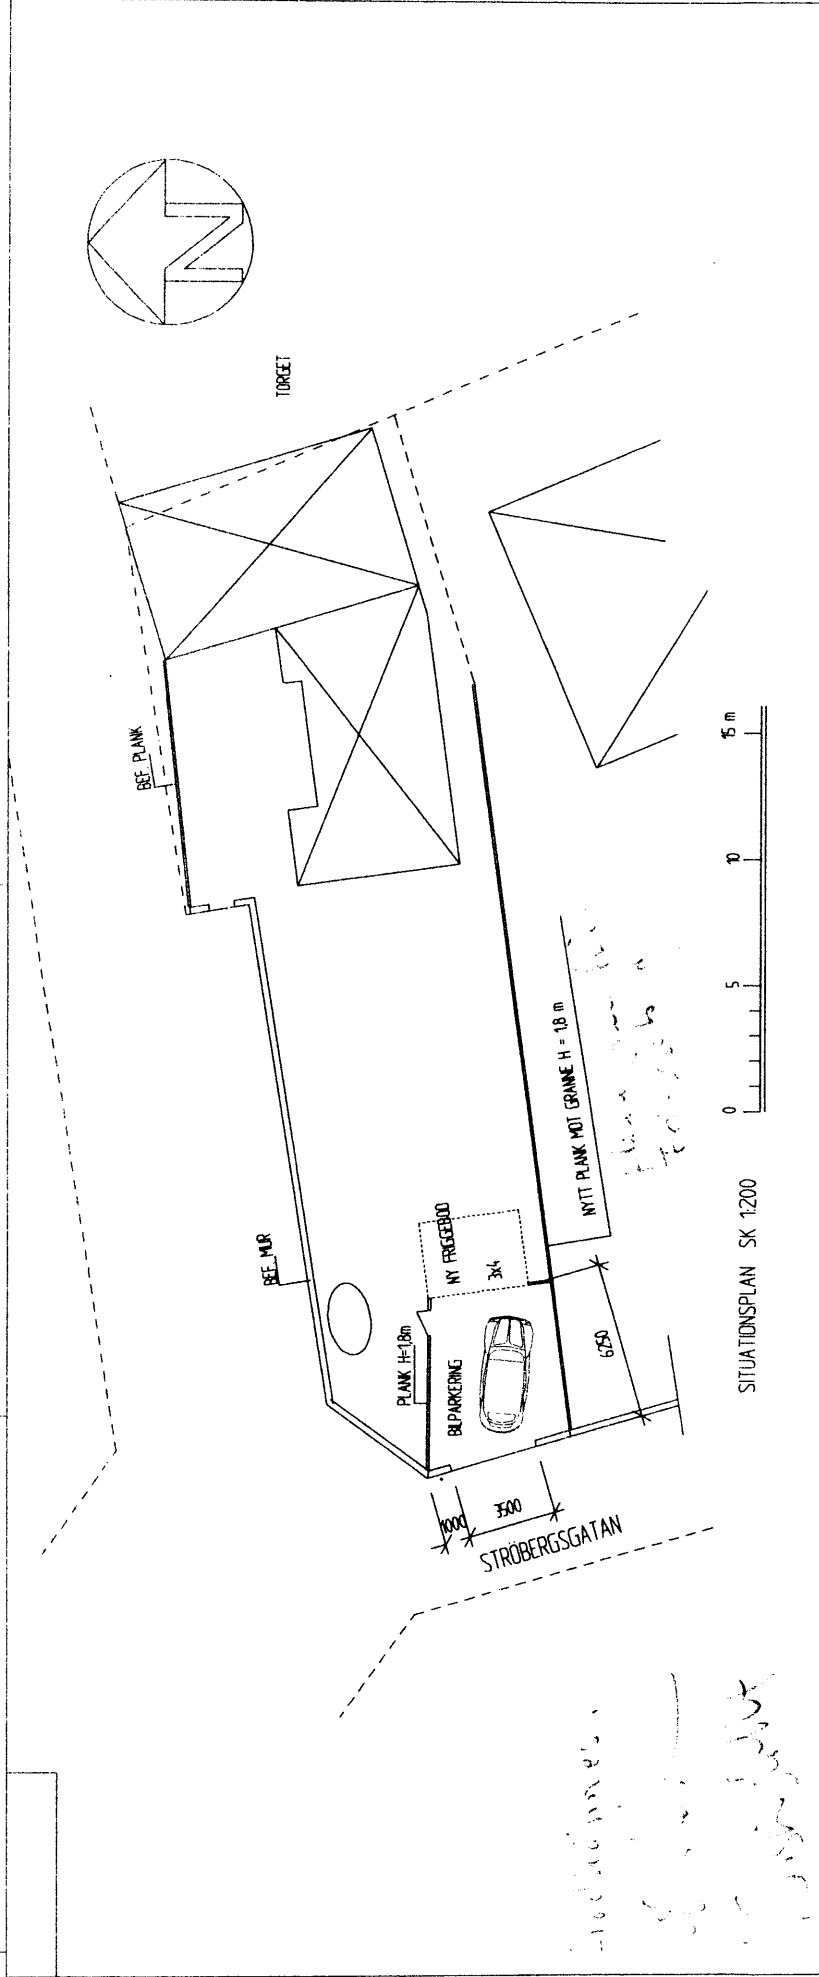 N
TORGET
BEF. PLANK
BEF. MUR
PLANK H=1,8m
NY FRIGGEBOD
3x4
BILPARKERING
NYTT PLANK MOT GRANNE H = 1,8 m
6250
1000
3500
STRÖBERGSGATAN
0 5 10 15 m
SITUATIONSPLAN SK 1:200